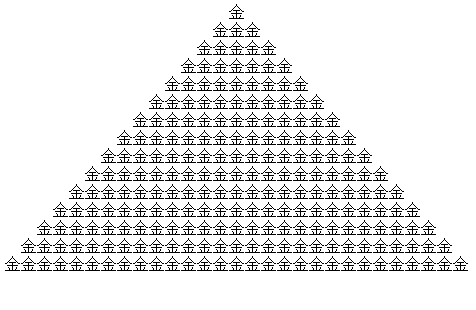 金
金金金
金金金金金
金金金金金金金
金金金金金金金金金
金金金金金金金金金金金
金金金金金金金金金金金金金
金金金金金金金金金金金金金金金
金金金金金金金金金金金金金金金金金
金金金金金金金金金金金金金金金金金金金
金金金金金金金金金金金金金金金金金金金金金
金金金金金金金金金金金金金金金金金金金金金金金
金金金金金金金金金金金金金金金金金金金金金金金金金
金金金金金金金金金金金金金金金金金金金金金金金金金金金
金金金金金金金金金金金金金金金金金金金金金金金金金金金金金